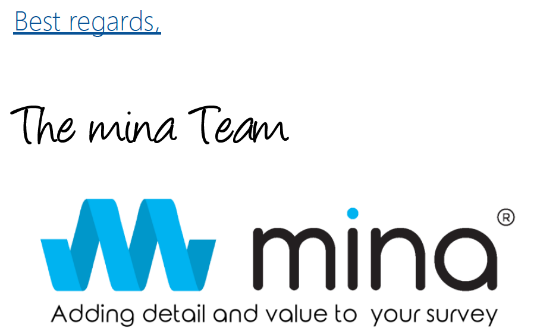 Best regards,
The mina Team
mina®
Adding detail and value to your survey